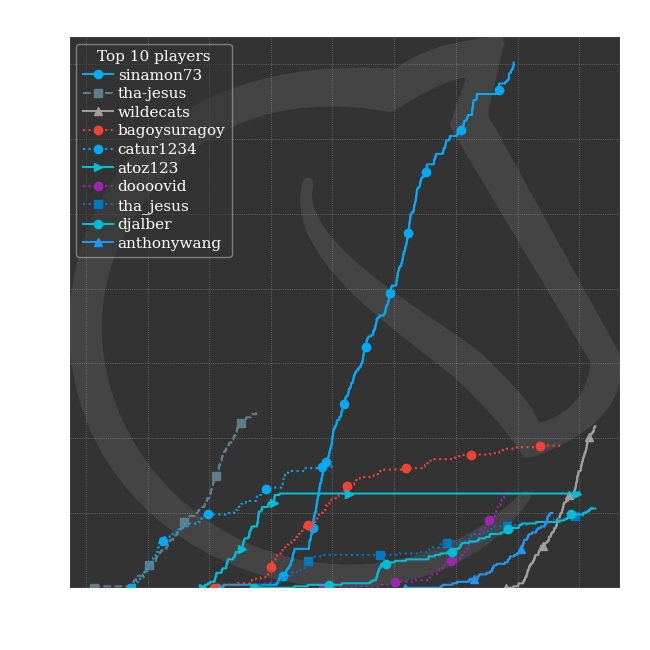 Top 10 players
sinamon73
tha-jesus
wildecats
bagoysuragoy
catur1234
atoz123
doooovid
tha_jesus
djalber
anthonywang